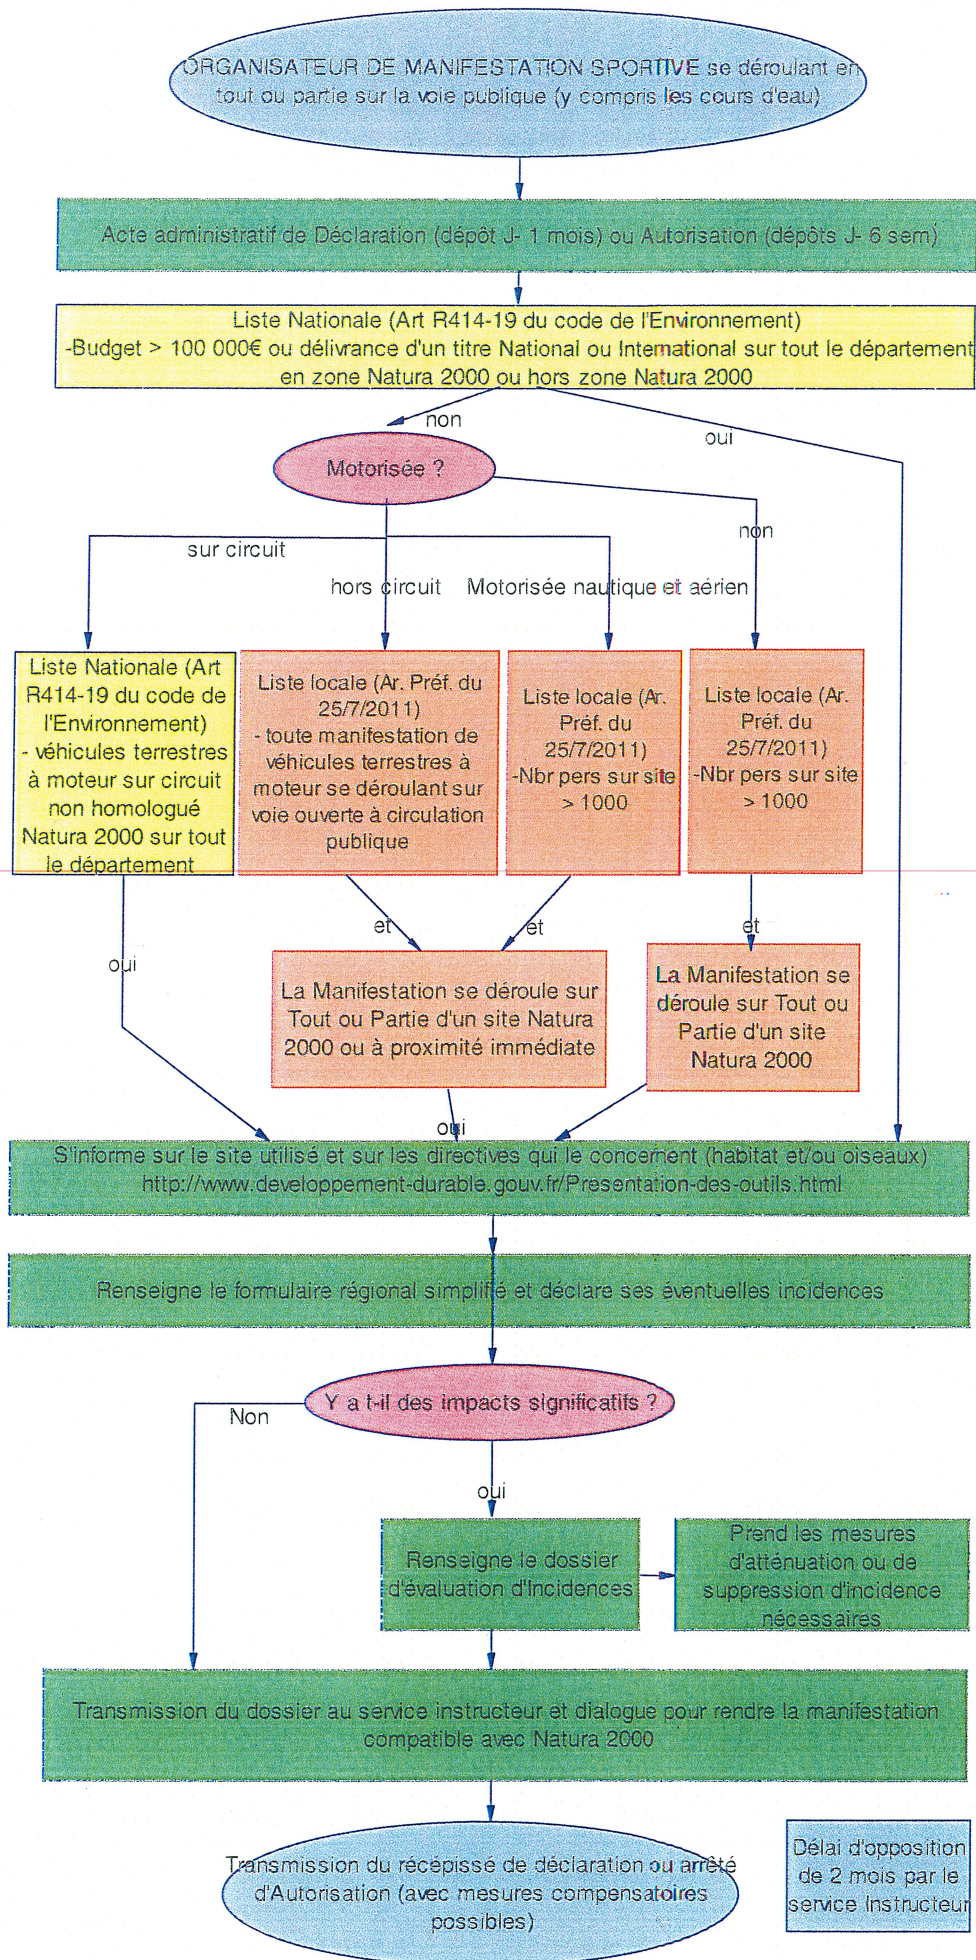 ORGANISATEUR DE MANIFESTATION SPORTIVE se déroulant en
tout ou partie sur la voie publique (y compris les cours d'eau)
Acte administratif de Déclaration (dépôt J- 1 mois) ou Autorisation (dépôts J- 6 sem)
Liste Nationale (Art R414-19 du code de l'Environnement)
-Budget > 100 000€ ou délivrance d'un titre National ou International sur tout le département
en zone Natura 2000 ou hors zone Natura 2000
non
oui
Motorisée ?
non
sur circuit
hors circuit
Motorisée nautique et aérien
Liste Nationale (Art
R414-19 du code de
l'Environnement)
- véhicules terrestres
à moteur sur circuit
non homologué
Natura 2000 sur tout
le département
Liste locale (Ar. Préf. du
25/7/2011)
- toute manifestation de
véhicules terrestres à
moteur se déroulant sur
voie ouverte à circulation
publique
Liste locale (Ar.
Préf. du
25/7/2011)
-Nbr pers sur site
> 1000
Liste locale (Ar.
Préf. du
25/7/2011)
-Nbr pers sur site
> 1000
et
et
et
oui
La Manifestation se déroule sur
Tout ou Partie d'un site Natura
2000 ou à proximité immédiate
La Manifestation se
déroule sur Tout ou
Partie d'un site
Natura 2000
oui
S'informe sur le site utilisé et sur les directives qui le concernent (habitat et/ou oiseaux)
http://www.developpement-durable.gouv.fr/Presentation-des-outils.html
Renseigne le formulaire régional simplifié et déclare ses éventuelles incidences
Y a t-il des impacts significatifs ?
Non
oui
Renseigne le dossier
d'évaluation d'Incidences
Prend les mesures
d'atténuation ou de
suppression d'incidence
nécessaires
Transmission du dossier au service instructeur et dialogue pour rendre la manifestation
compatible avec Natura 2000
Transmission du récépissé de déclaration ou arrêté
d'Autorisation (avec mesures compensatoires
possibles)
Délai d'opposition
de 2 mois par le
service Instructeur